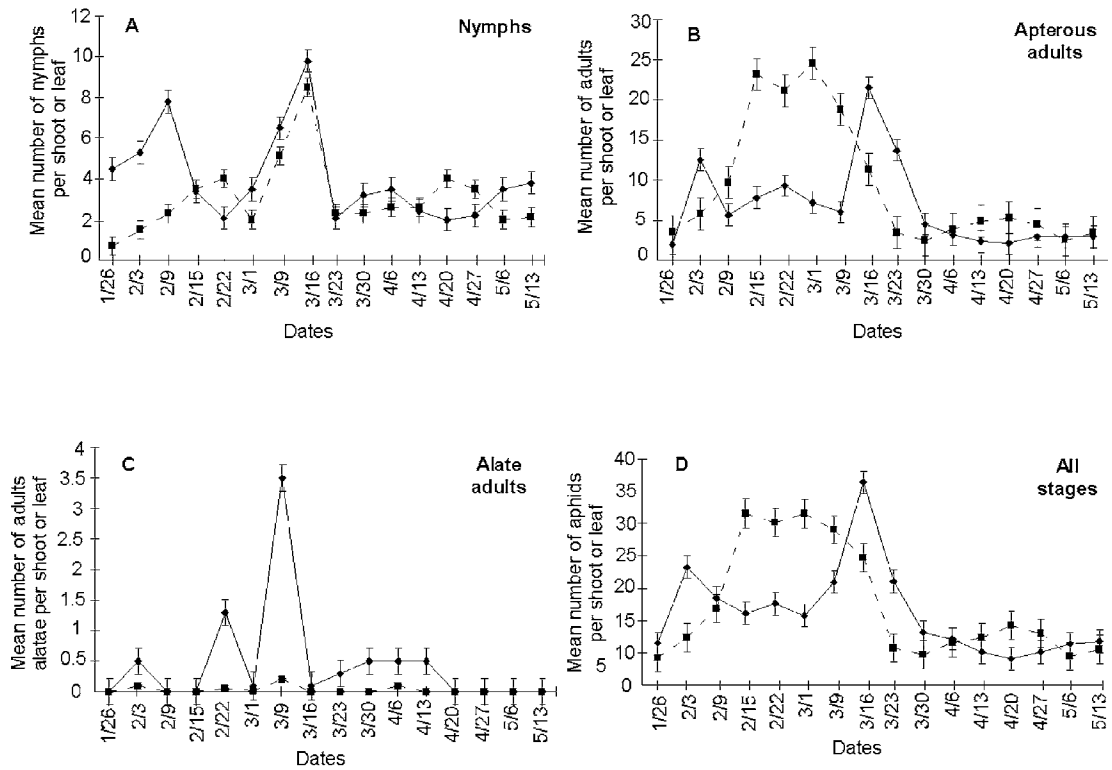 A
Nymphs
Mean number of nymphs
per shoot or leaf
12
10
8
6
4
2
0
1/26 2/3 2/9 2/15 2/22 3/1 3/9 3/16 3/23 3/30 4/6 4/13 4/20 4/27 5/6 5/13
Dates
B
Apterous
adults
Mean number of adults
per shoot or leaf
30
25
20
15
10
5
0
1/26 2/3 2/9 2/15 2/22 3/1 3/9 3/16 3/23 3/30 4/6 4/13 4/20 4/27 5/6 5/13
Dates
C
Alate
adults
Mean number of adults
alatae per shoot or leaf
4
3.5
3
2.5
2
1.5
1
0.5
0
1/26 2/3 2/9 2/15 2/22 3/1 3/9 3/16 3/23 3/30 4/6 4/13 4/20 4/27 5/6 5/13
Dates
D
All
stages
Mean number of aphids
per shoot or leaf
40
35
30
25
20
15
10
5
0
1/26 2/3 2/9 2/15 2/22 3/1 3/9 3/16 3/23 3/30 4/6 4/13 4/20 4/27 5/6 5/13
Dates